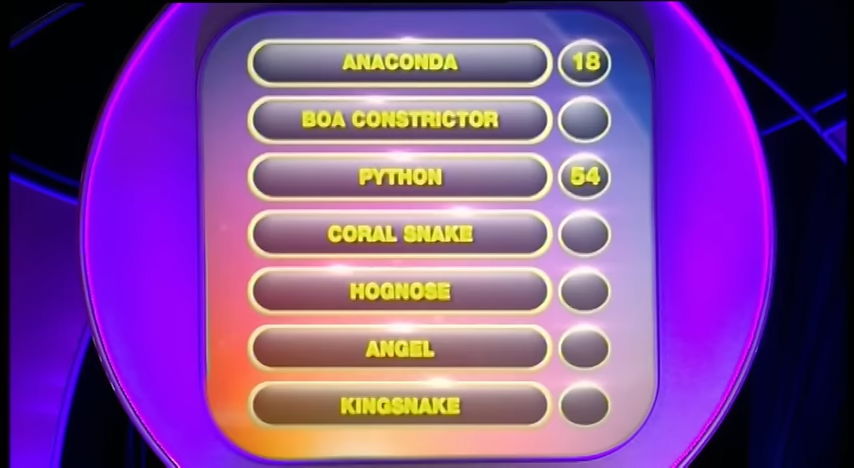 ANACONDA 18
BOA CONSTRICTOR
PYTHON 54
CORAL SNAKE
HOGNOSE
ANGEL
KINGSNAKE